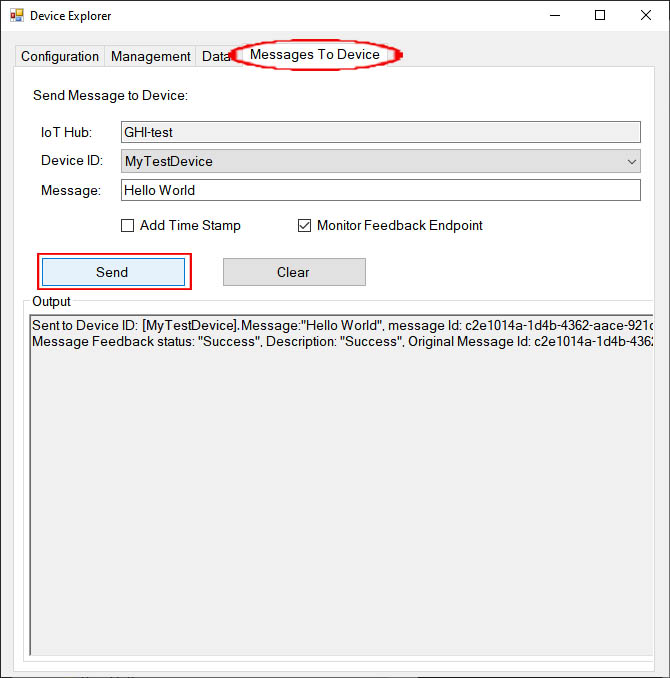 Device Explorer
Configuration Management Data Messages To Device
Send Message to Device:
IoT Hub: GHI-test
Device ID: MyTestDevice
Message: Hello World
Add Time Stamp Monitor Feedback Endpoint
Send Clear
Output
Sent to Device ID: [MyTestDevice].Message:"Hello World", message Id: c2e1014a-1d4b-4362-aace-921c
Message Feedback status: "Success", Description: "Success", Original Message Id: c2e1014a-1d4b-4362